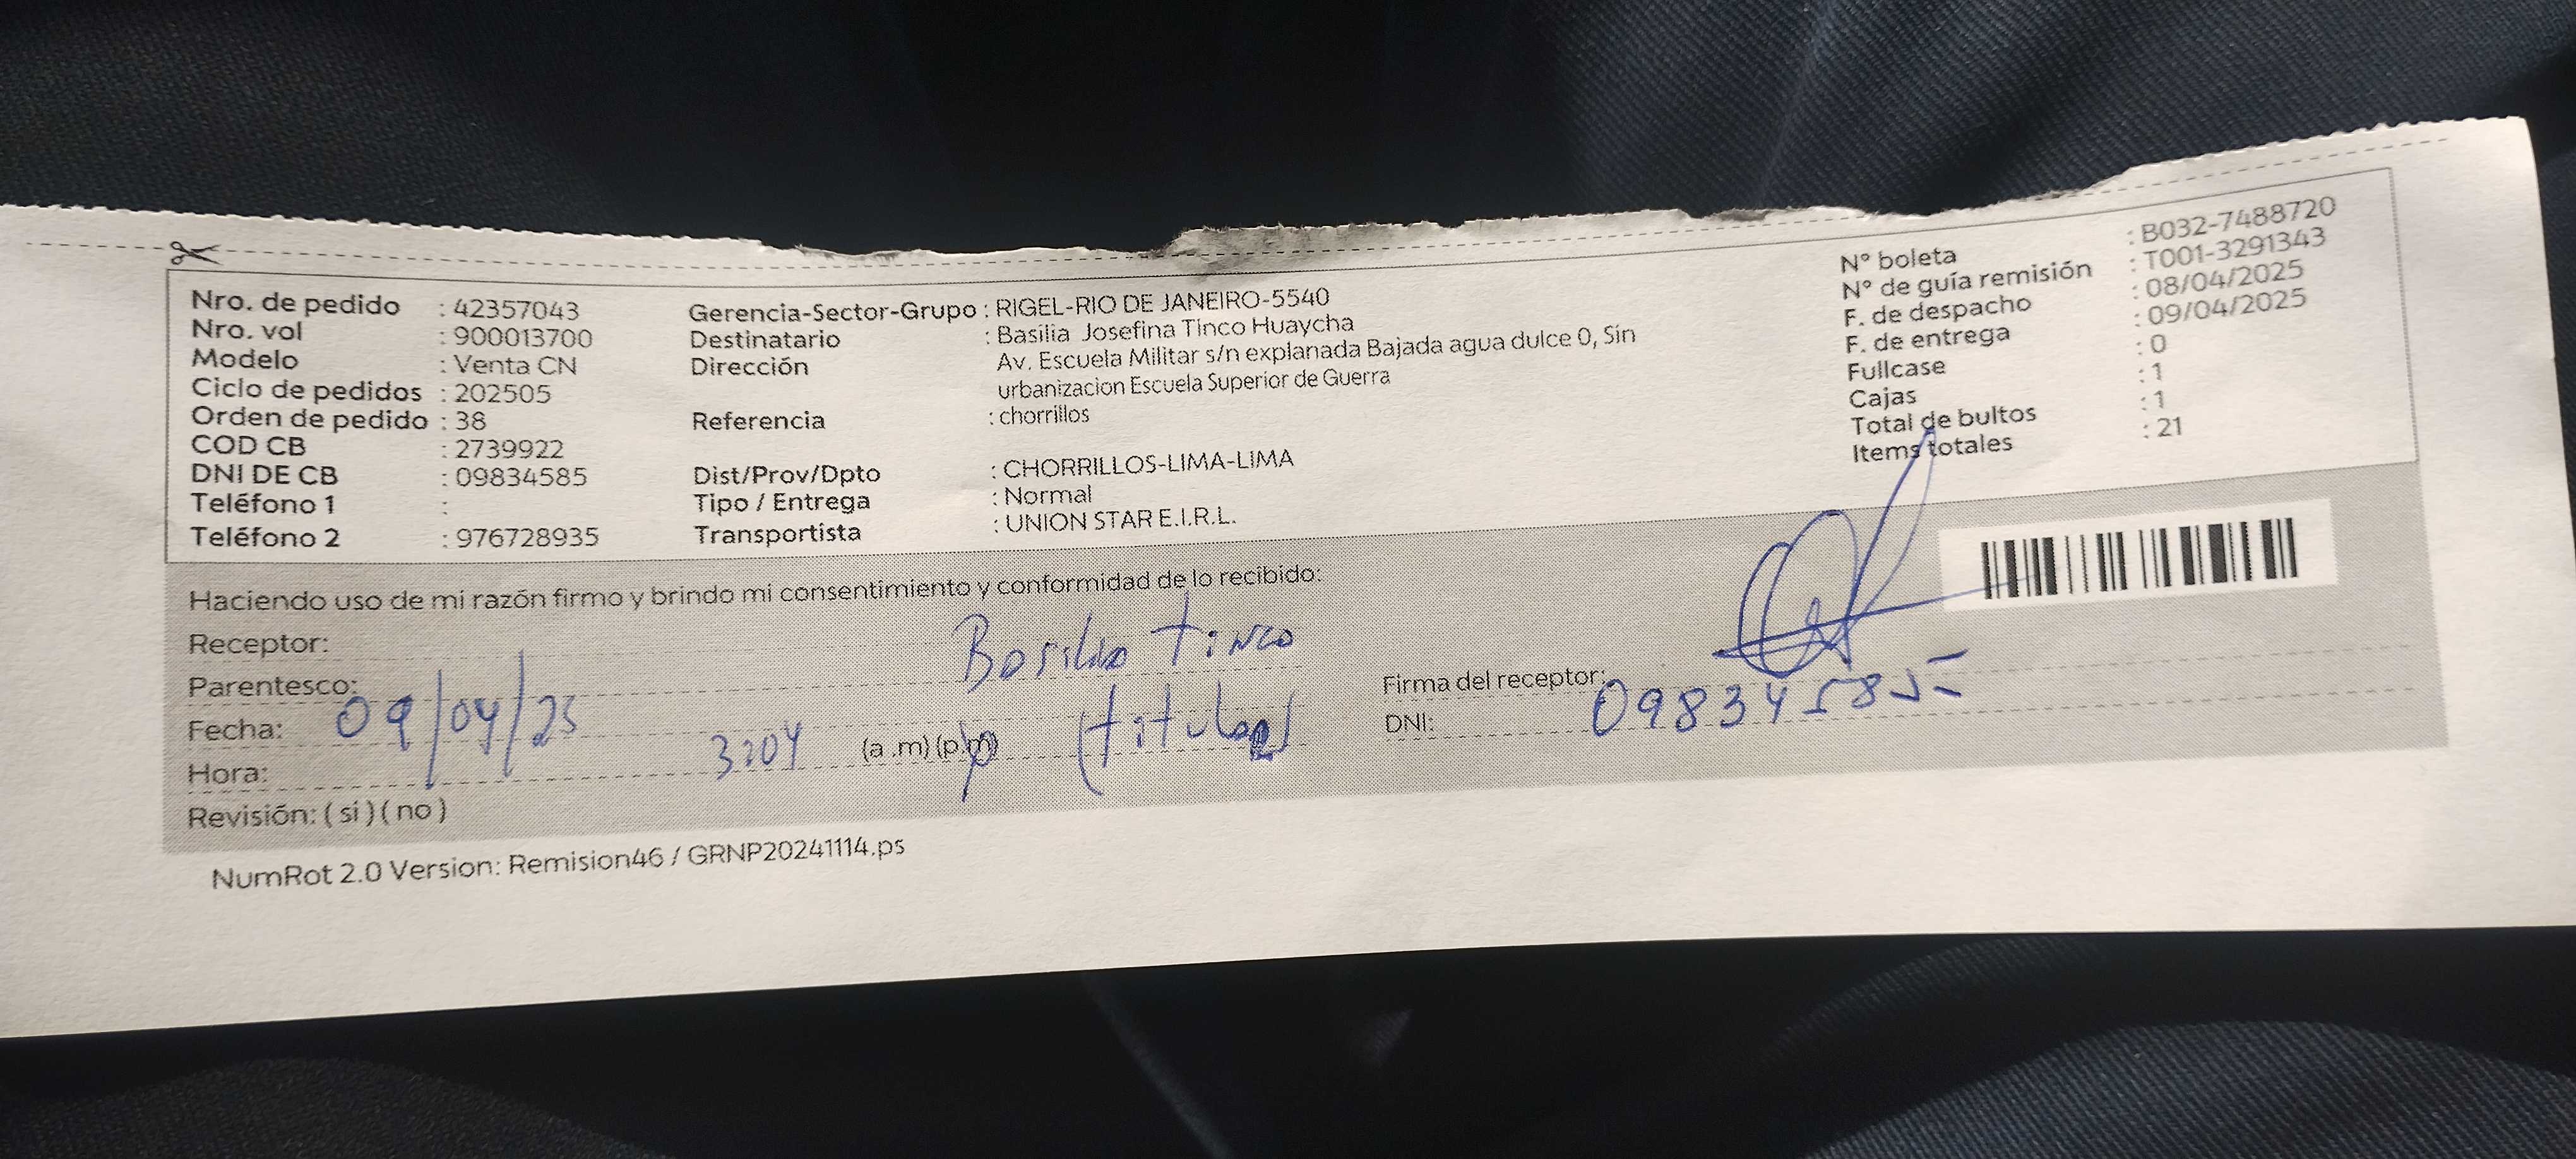 Nro. de pedido : 42357043
Nro. vol : 900013700
Modelo : Venta CN
Ciclo de pedidos : 202505
Orden de pedido : 38
COD CB : 2739922
DNI DE CB : 09834585
Teléfono 1 :
Teléfono 2 : 976728935
Gerencia-Sector-Grupo : RIGEL-RIO DE JANEIRO-5540
Destinatario : Basilia Josefina Tinco Huaycha
Dirección Av. Escuela Militar s/n explanada Bajada agua dulce 0, Sin
urbanizacion Escuela Superior de Guerra
Referencia : chorrillos
Dist/Prov/Dpto : CHORRILLOS-LIMA-LIMA
Tipo / Entrega : Normal
Transportista : UNION STAR E.I.R.L.
N° boleta : B032-7488720
N° de guía remisión : T001-3291343
F. de despacho : 08/04/2025
F. de entrega : 09/04/2025
Fullcase : 0
Cajas : 1
Total de bultos : 1
Items totales : 21
Haciendo uso de mi razón firmo y brindo mi consentimiento y conformidad de lo recibido:
Receptor: Basilia Tinco
Parentesco: (titular)
Fecha: 09/04/25
Hora: 3:04 (a .m) (p.m)
Revisión: ( si ) ( no )
Firma del receptor:
DNI: 09834585
NumRot 2.0 Version: Remision46 / GRNP20241114.ps